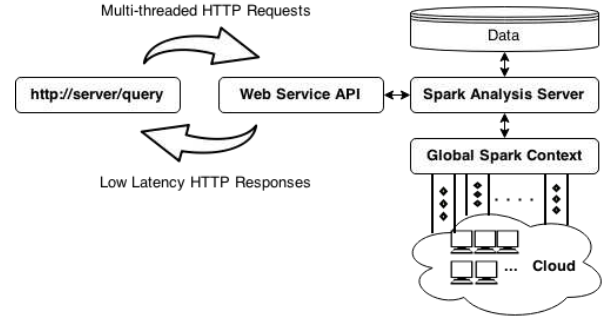 Multi-threaded HTTP Requests
Data
http://server/query
Web Service API
Spark Analysis Server
Global Spark Context
Low Latency HTTP Responses
. . . .
... Cloud